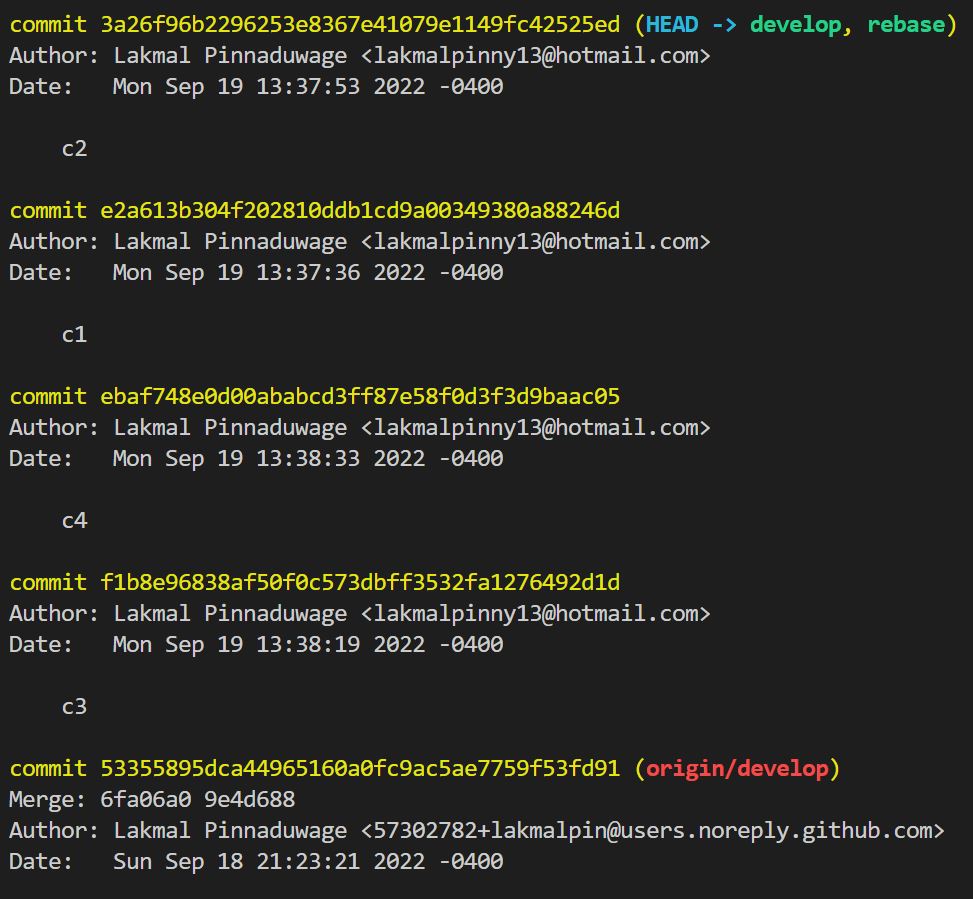 commit 3a26f96b2296253e8367e41079e1149fc42525ed (HEAD -> develop, rebase)
Author: Lakmal Pinnaduwage <lakmalpinny13@hotmail.com>
Date:   Mon Sep 19 13:37:53 2022 -0400
c2
commit e2a613b304f202810ddb1cd9a00349380a88246d
Author: Lakmal Pinnaduwage <lakmalpinny13@hotmail.com>
Date:   Mon Sep 19 13:37:36 2022 -0400
c1
commit ebaf748e0d00ababcd3ff87e58f0d3f3d9baac05
Author: Lakmal Pinnaduwage <lakmalpinny13@hotmail.com>
Date:   Mon Sep 19 13:38:33 2022 -0400
c4
commit f1b8e96838af50f0c573dbff3532fa1276492d1d
Author: Lakmal Pinnaduwage <lakmalpinny13@hotmail.com>
Date:   Mon Sep 19 13:38:19 2022 -0400
c3
commit 53355895dca44965160a0fc9ac5ae7759f53fd91 (origin/develop)
Merge: 6fa06a0 9e4d688
Author: Lakmal Pinnaduwage <57302782+lakmalpin@users.noreply.github.com>
Date:   Sun Sep 18 21:23:21 2022 -0400